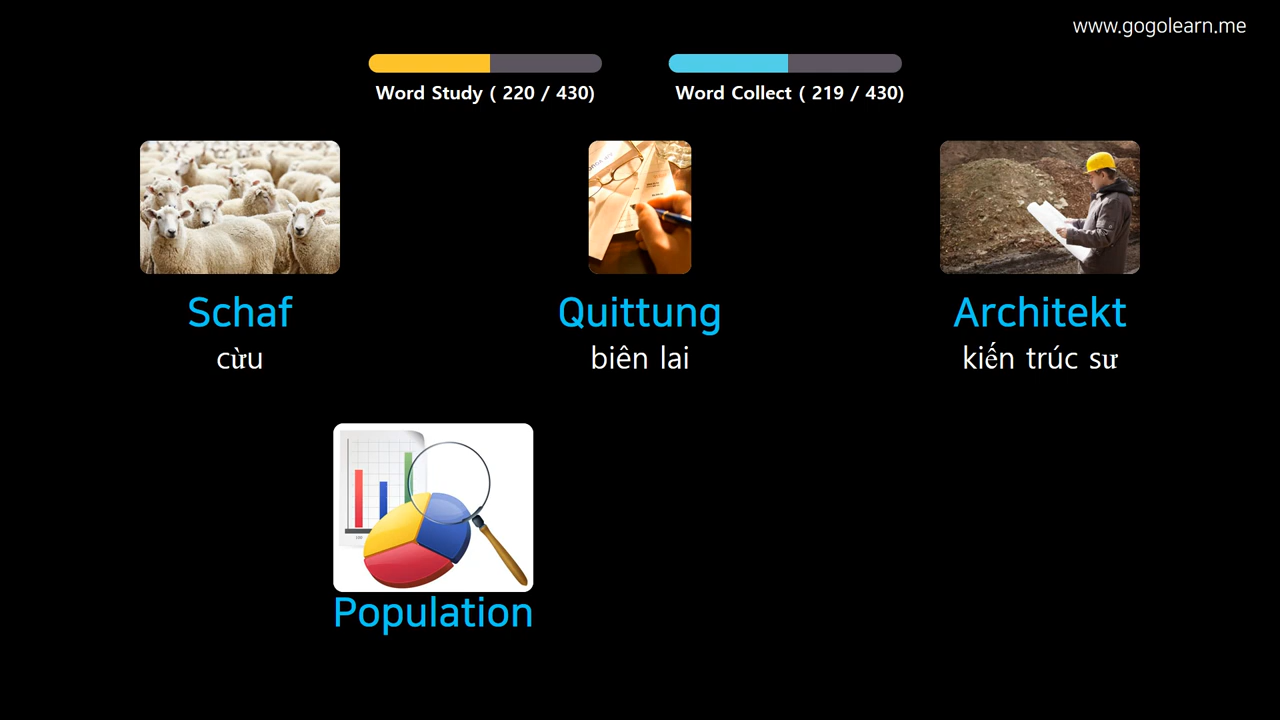 www.gogolearn.me
Word Study ( 220 / 430)
Word Collect ( 219 / 430)
Schaf
Quittung
Architekt
cừu
biên lai
kiến trúc sư
Population